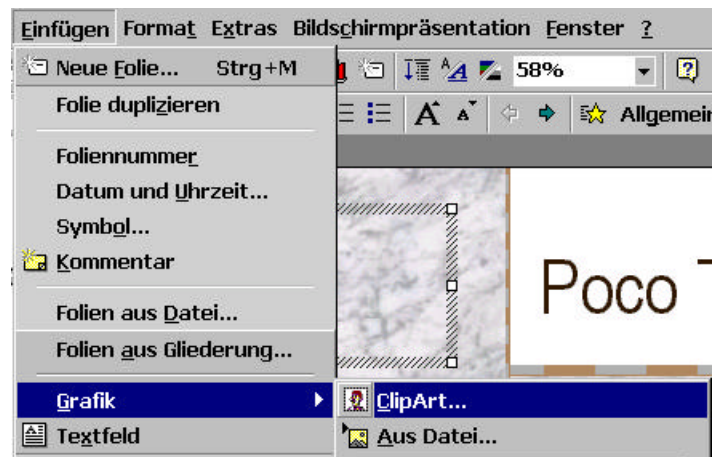 Einfügen Format Extras Bildschirmpräsentation Fenster ?
Neue Folie... Strg+M
58%
Folie duplizieren
Allgemein
Foliennummer
Datum und Uhrzeit...
Symbol...
Kommentar
Poco
Folien aus Datei...
Folien aus Gliederung...
Grafik
ClipArt...
Textfeld
Aus Datei...